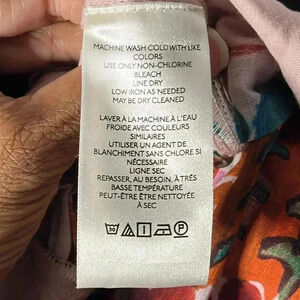 MACHINE WASH COLD WITH LIKE
COLORS
USE ONLY NON-CHLORINE
BLEACH
LINE DRY
LOW IRON AS NEEDED
MAY BE DRY CLEANED
LAVER À LA MACHINE À L'EAU
FROIDE AVEC COULEURS
SIMILAIRES
UTILISER UN AGENT DE
BLANCHIMENT SANS CHLORE SI
NÉCESSAIRE
LIGNE SEC
REPASSER, AU BESOIN, À TRÉS
BASSE TEMPÉRATURE
PEUT-ÊTRE ÊTRE NETTOYÉE
À SEC